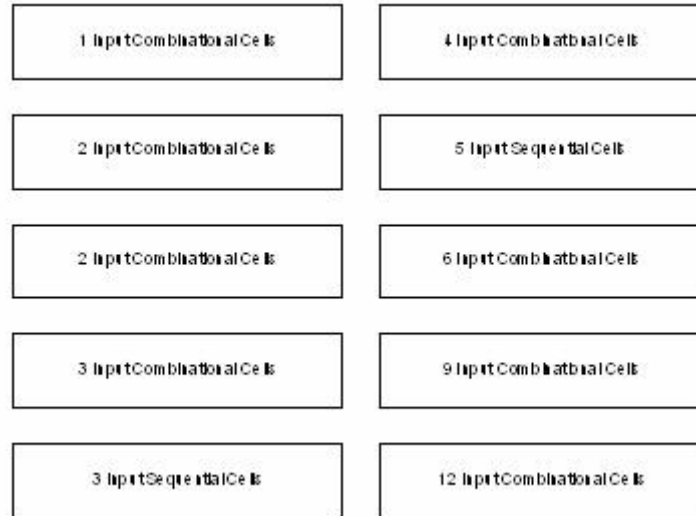 1 Input Combinational Cells
2 Input Combinational Cells
2 Input Combinational Cells
3 Input Combinational Cells
3 Input Sequential Cells
4 Input Combinational Cells
5 Input Sequential Cells
6 Input Combinational Cells
9 Input Combinational Cells
12 Input Combinational Cells